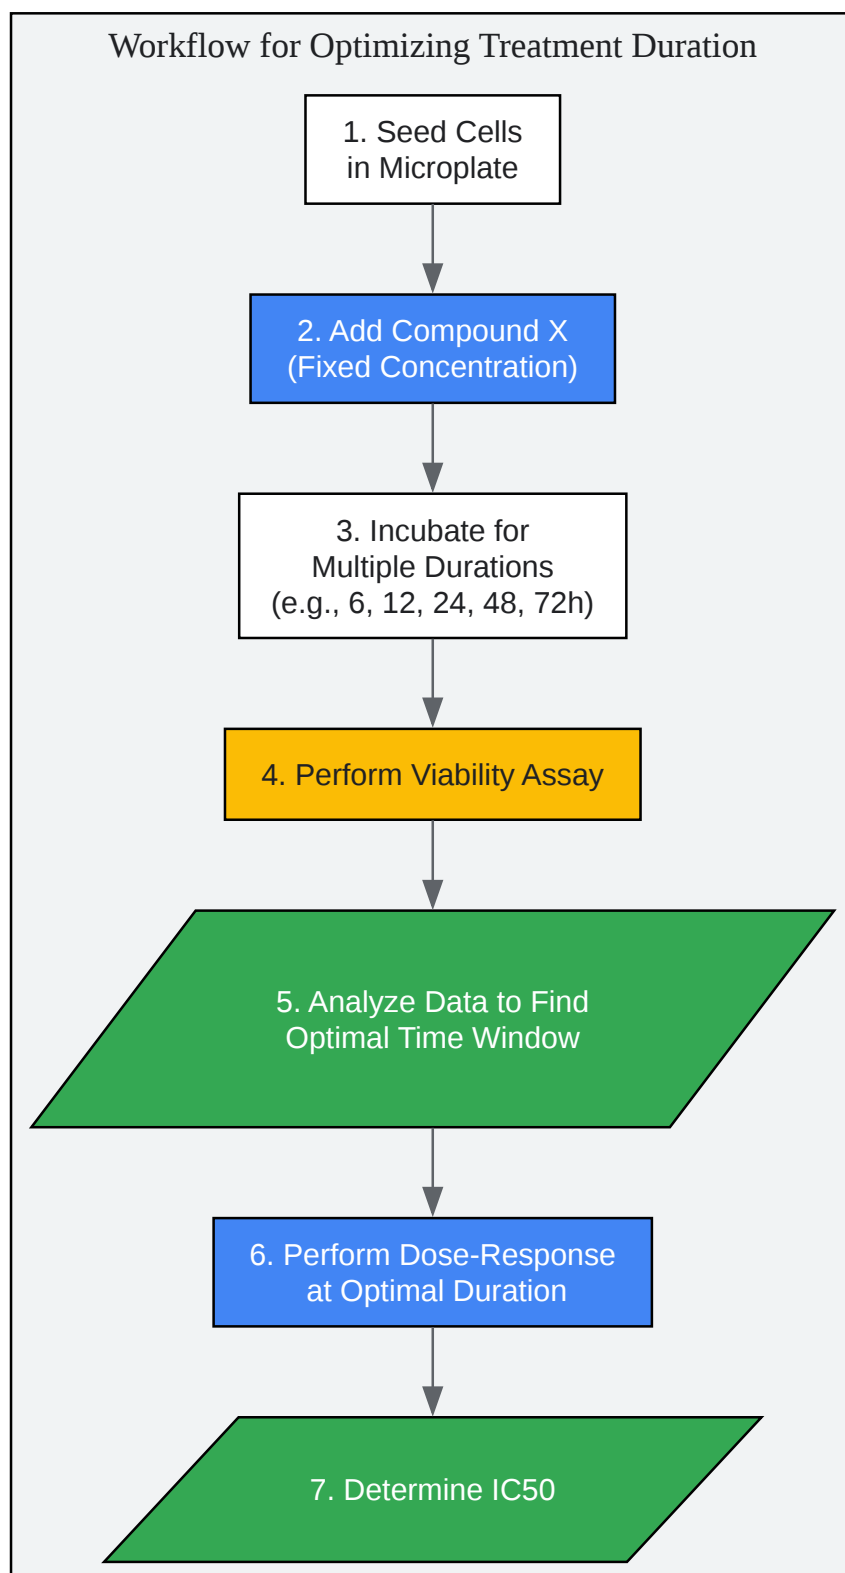 Workflow for Optimizing Treatment Duration
1. Seed Cells
in Microplate
2. Add Compound X
(Fixed Concentration)
3. Incubate for
Multiple Durations
(e.g., 6, 12, 24, 48, 72h)
4. Perform Viability Assay
5. Analyze Data to Find
Optimal Time Window
6. Perform Dose-Response
at Optimal Duration
7. Determine IC50